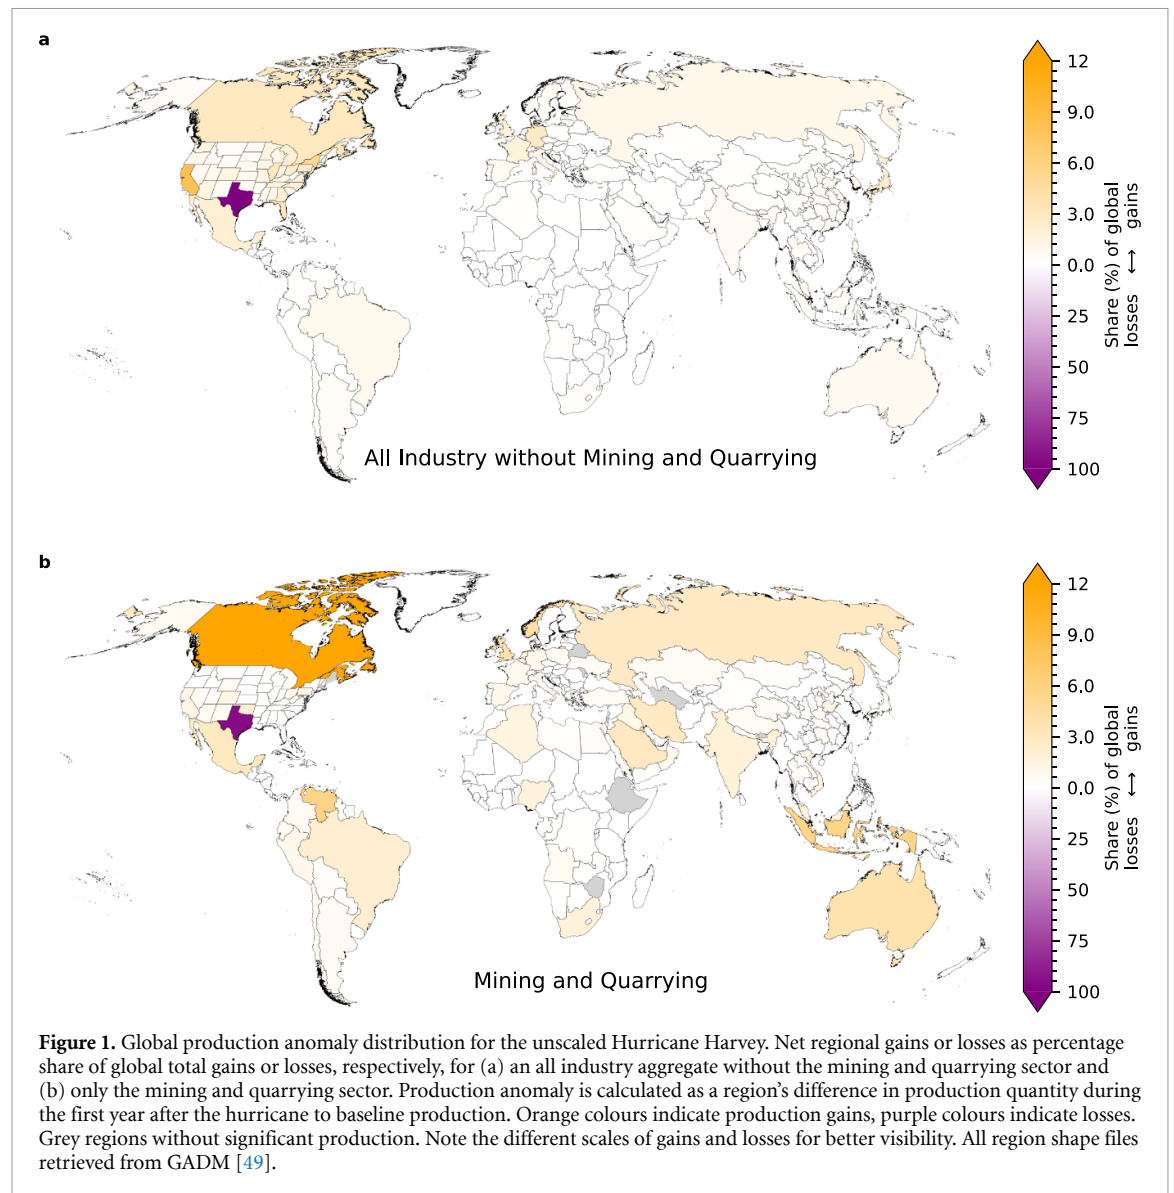 a
12
9.0
6.0
3.0
0.0
25
50
75
100
Share (%) of global
losses ⟷ gains
All Industry without Mining and Quarrying
b
12
9.0
6.0
3.0
0.0
25
50
75
100
Share (%) of global
losses ⟷ gains
Mining and Quarrying
Figure 1. Global production anomaly distribution for the unscaled Hurricane Harvey. Net regional gains or losses as percentage
share of global total gains or losses, respectively, for (a) an all industry aggregate without the mining and quarrying sector and
(b) only the mining and quarrying sector. Production anomaly is calculated as a region's difference in production quantity during
the first year after the hurricane to baseline production. Orange colours indicate production gains, purple colours indicate losses.
Grey regions without significant production. Note the different scales of gains and losses for better visibility. All region shape files
retrieved from GADM [49].